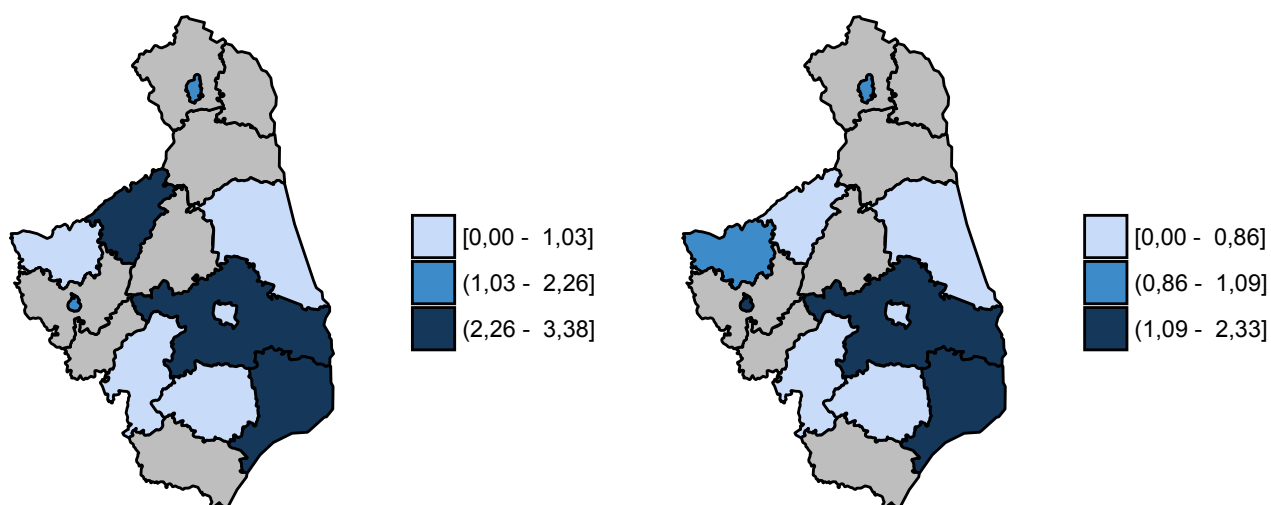 [0,00 - 1,03]
(1,03 - 2,26]
(2,26 - 3,38]
[0,00 - 0,86]
(0,86 - 1,09]
(1,09 - 2,33]